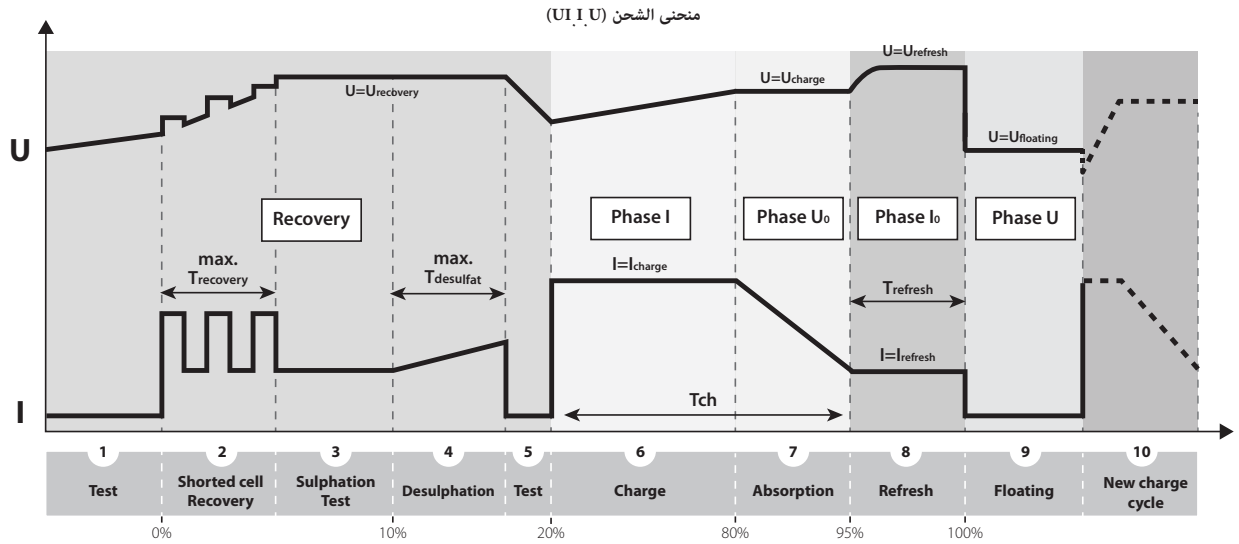 منحنى الشحن (UI I U)
U=Urefresh
U=Ucharge
U=Urecovery
U=Ufloating
U
Recovery
Phase I
Phase U0
Phase I0
Phase U
max.
Trecovery
max.
Tdesulfat
I=Icharge
Trefresh
I=Irefresh
Tch
I
1
2
3
4
5
6
7
8
9
10
Test
Shorted cell
Recovery
Sulphation
Test
Desulphation
Test
Charge
Absorption
Refresh
Floating
New charge
cycle
0%
10%
20%
80%
95%
100%